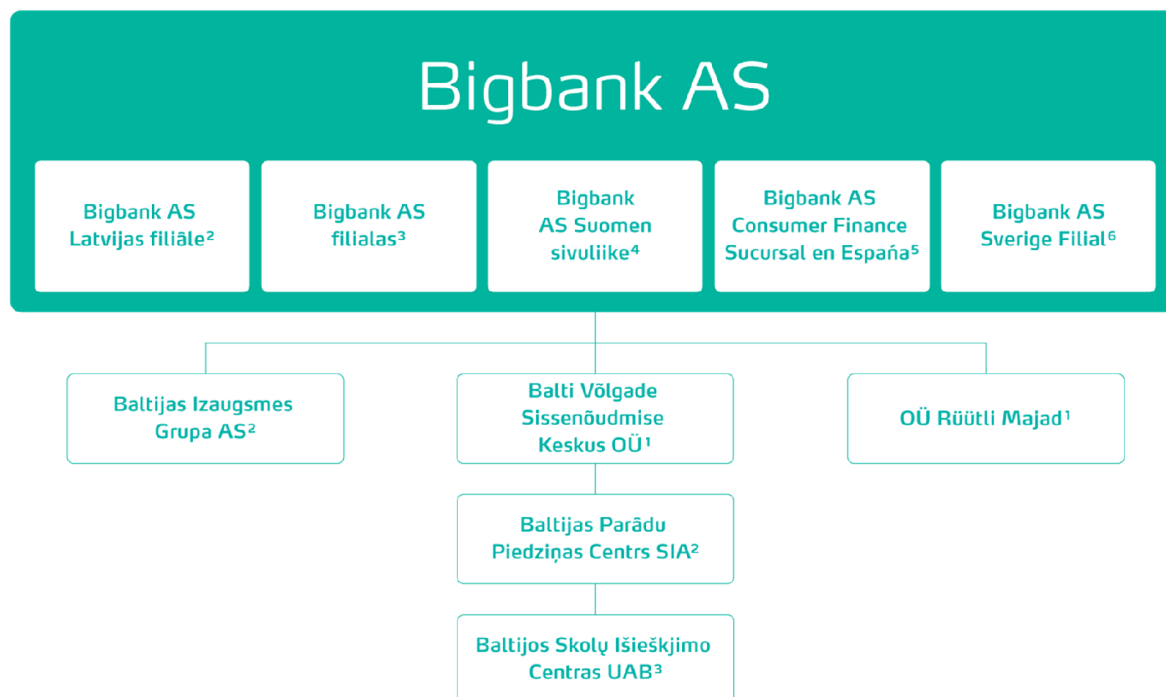 Bigbank AS
Bigbank AS
Latvijas filiāle²
Bigbank AS
filialas³
Bigbank
AS Suomen
sivuliike⁴
Bigbank AS
Consumer Finance
Sucursal en Espańa⁵
Bigbank AS
Sverige Filial⁶
Baltijas Izaugsmes
Grupa AS²
Balti Võlgade
Sissenõudmise
Keskus OÜ¹
OÜ Rüütli Majad¹
Baltijas Parādu
Piedziņas Centrs SIA²
Baltijos Skolų Išieškjimo
Centras UAB³